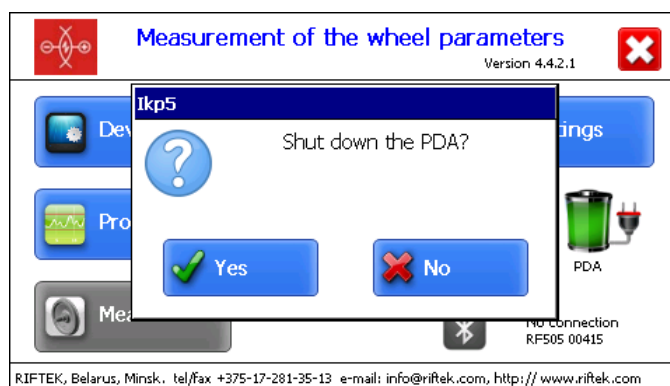 Measurement of the wheel parameters
Version 4.4.2.1
Ikp5
Shut down the PDA?
Yes
No
PDA
No connection
RF505 00415
RIFTEK, Belarus, Minsk. tel/fax +375-17-281-35-13 e-mail: info@riftek.com, http://www.riftek.com